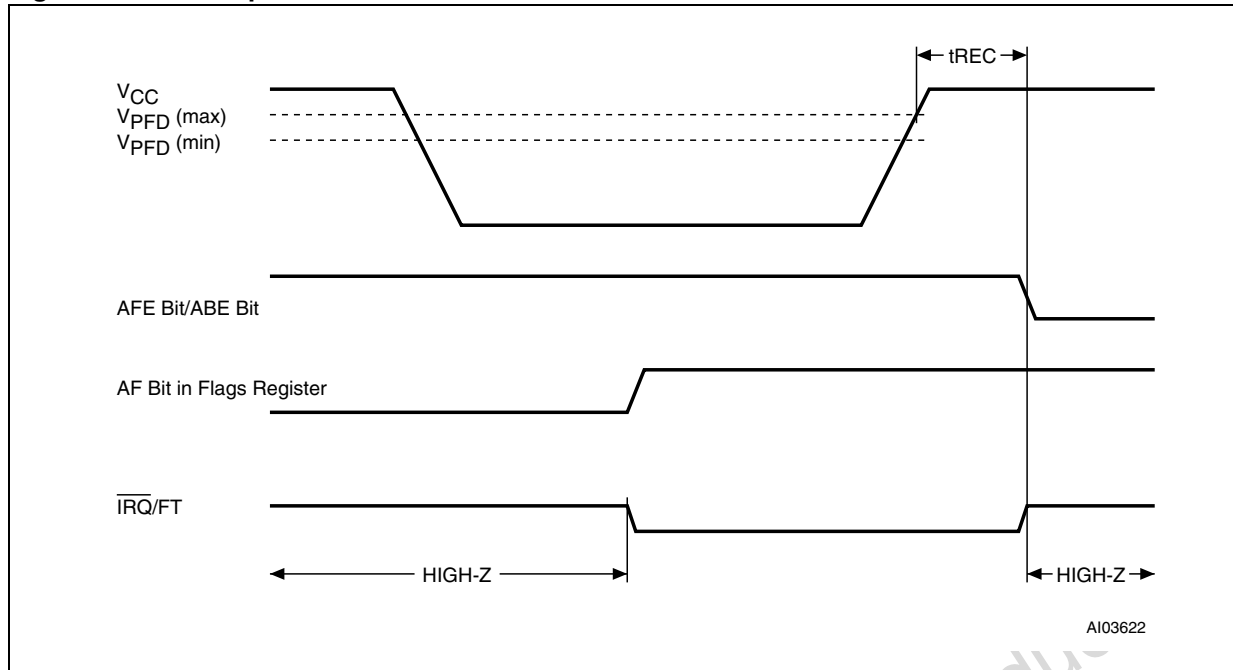 tREC
VCC
VPFD (max)
VPFD (min)
AFE Bit/ABE Bit
AF Bit in Flags Register
IRQ/FT
HIGH-Z
HIGH-Z
AI03622